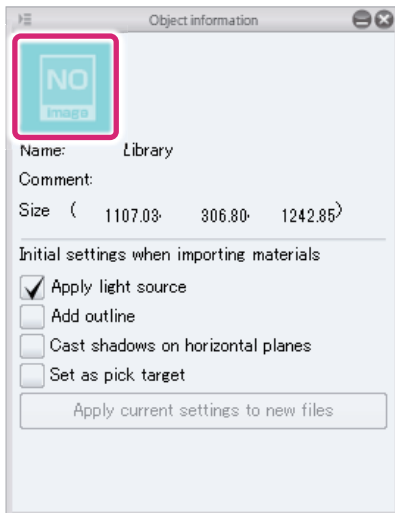 Object information
NO
image
Name: Library
Comment:
Size ( 1107.03, 306.80, 1242.85)
Initial settings when importing materials
Apply light source
Add outline
Cast shadows on horizontal planes
Set as pick target
Apply current settings to new files